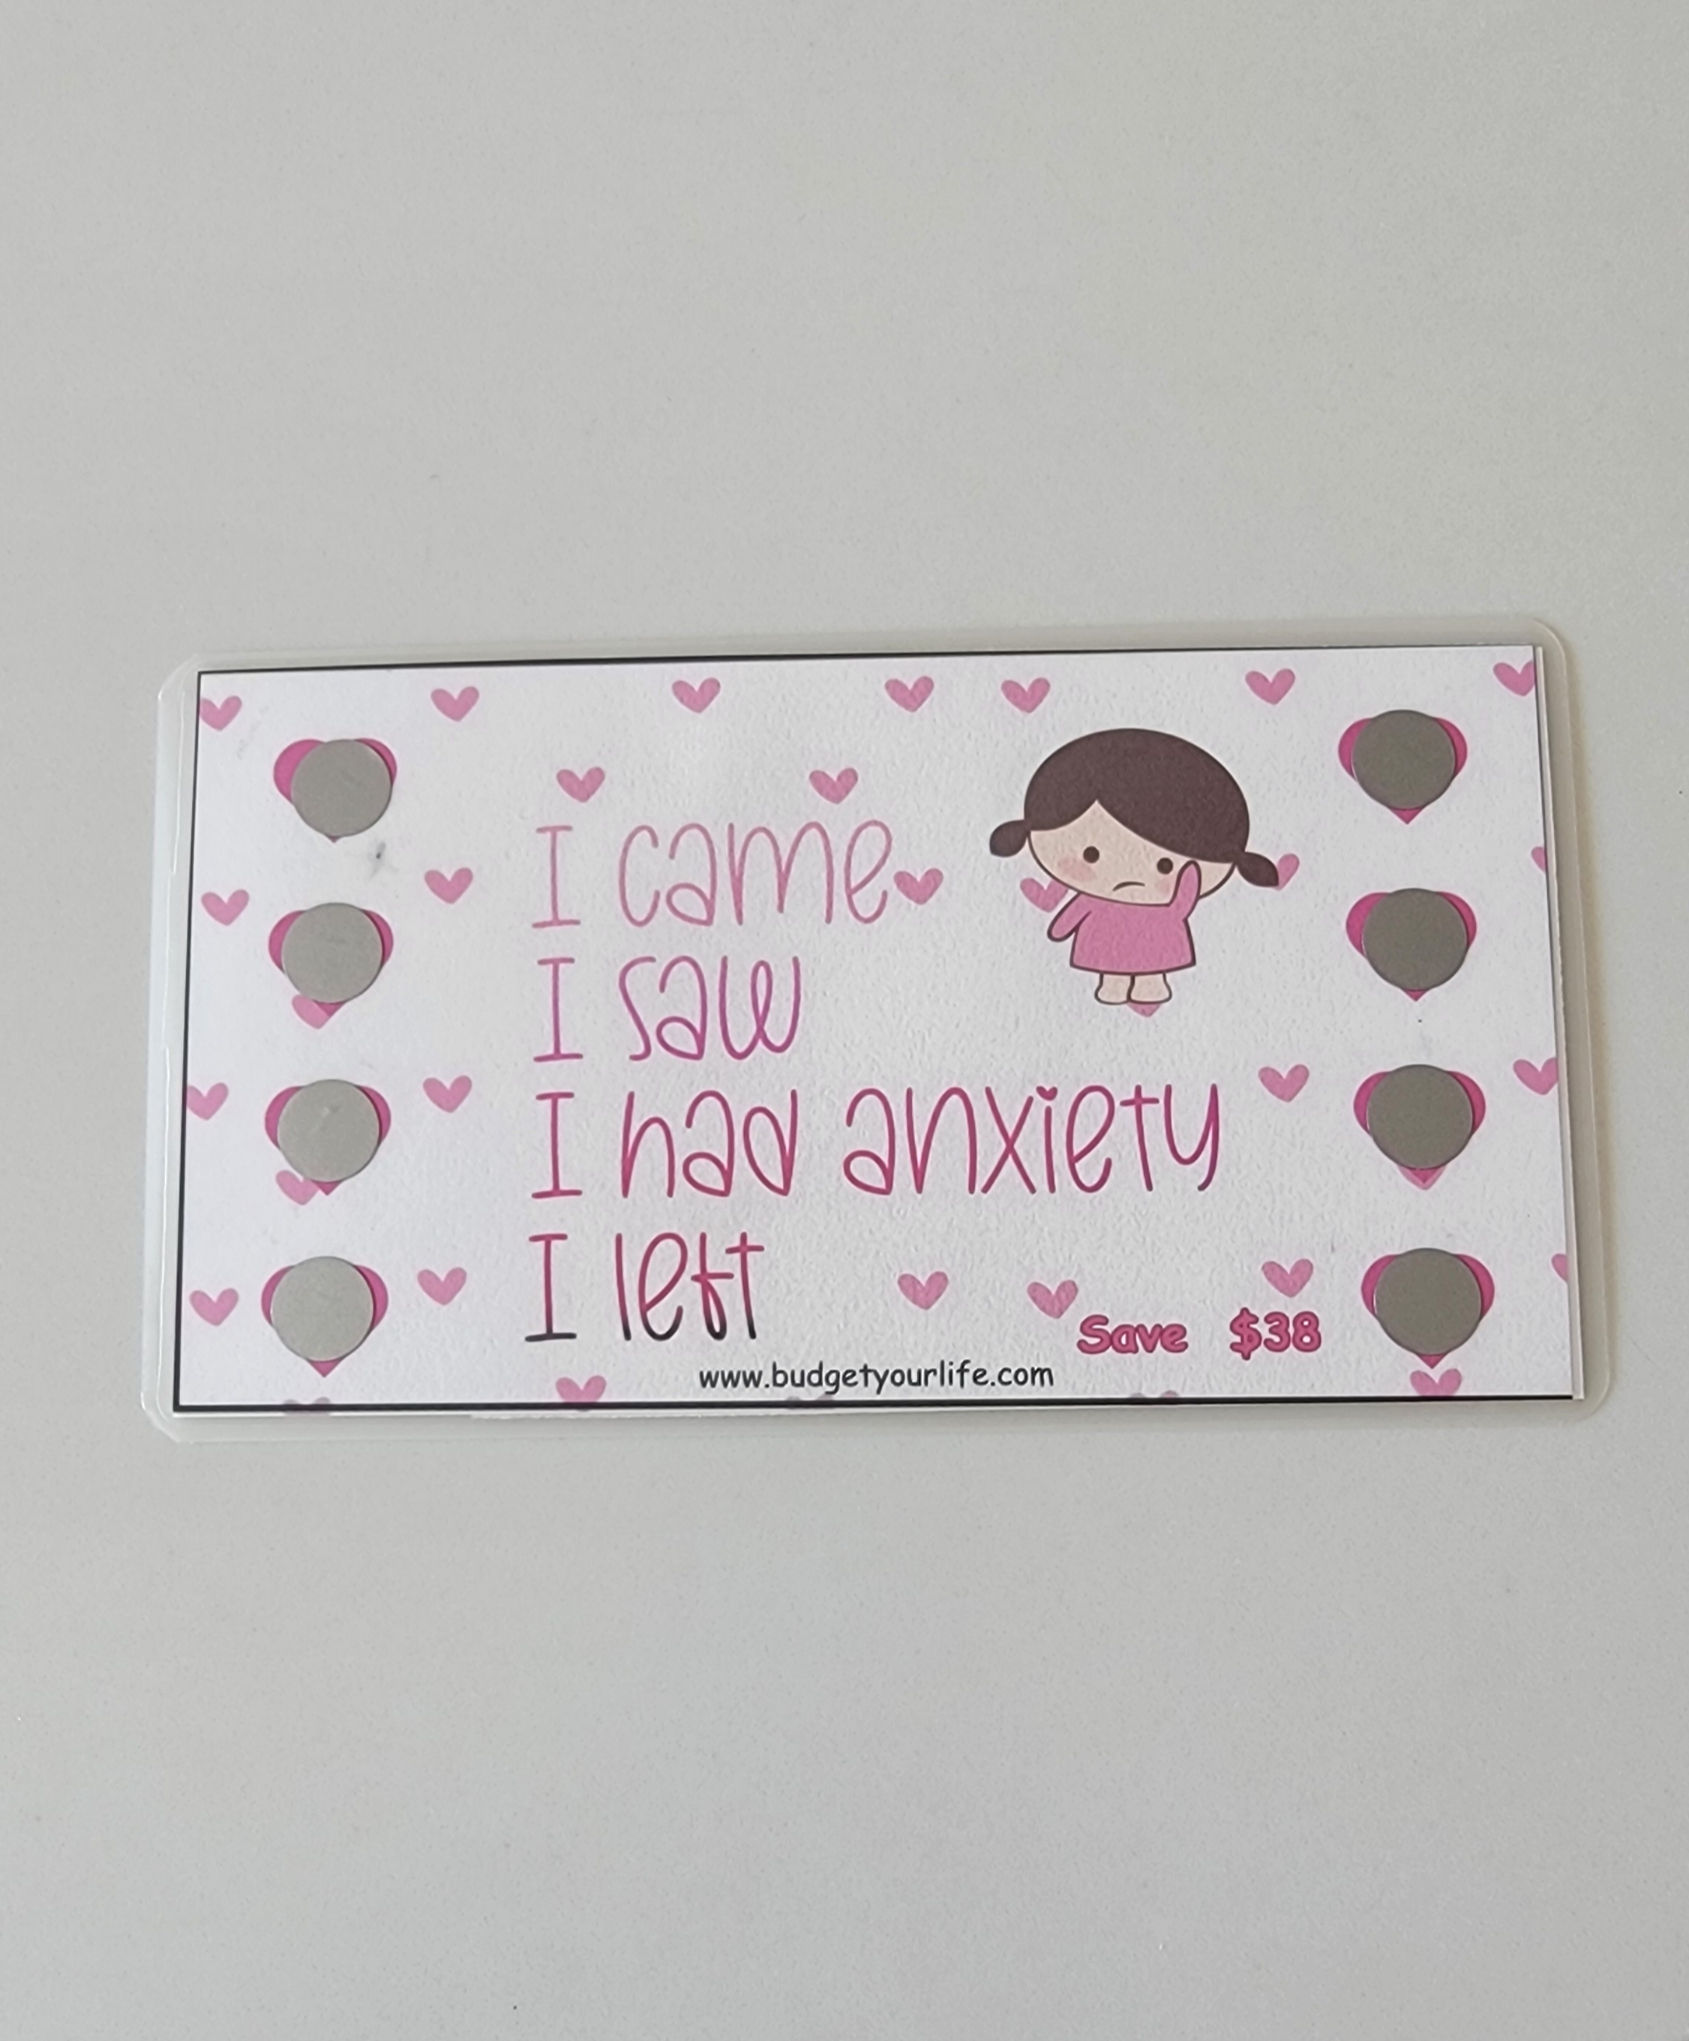 I came
I saw
I had anxiety
I left
Save $38
www.budgetyourlife.com